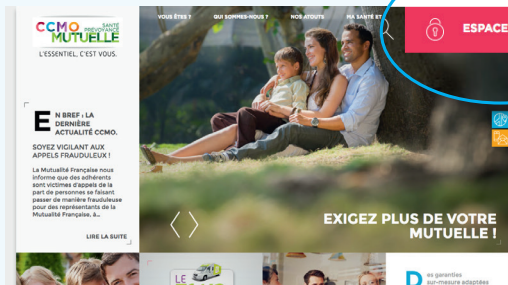 CCMO
MUTUELLE
SANTÉ
PRÉVOYANCE
L'ESSENTIEL, C'EST VOUS.
VOUS ÊTES ?
QUI SOMMES-NOUS ?
NOS ATOUTS
MA SANTÉ ET
ESPACE
EN BREF : LA
DERNIÈRE
ACTUALITÉ CCMO.
SOYEZ VIGILANT AUX
APPELS FRAUDULEUX !
La Mutualité Française nous
informe que des adhérents
sont victimes d'appels de la
part de personnes se faisant
passer de manière frauduleuse
pour des représentants de la
Mutualité Française, à...
LIRE LA SUITE
EXIGEZ PLUS DE VOTRE
MUTUELLE !
LE
Des garanties
sur-mesure adaptées